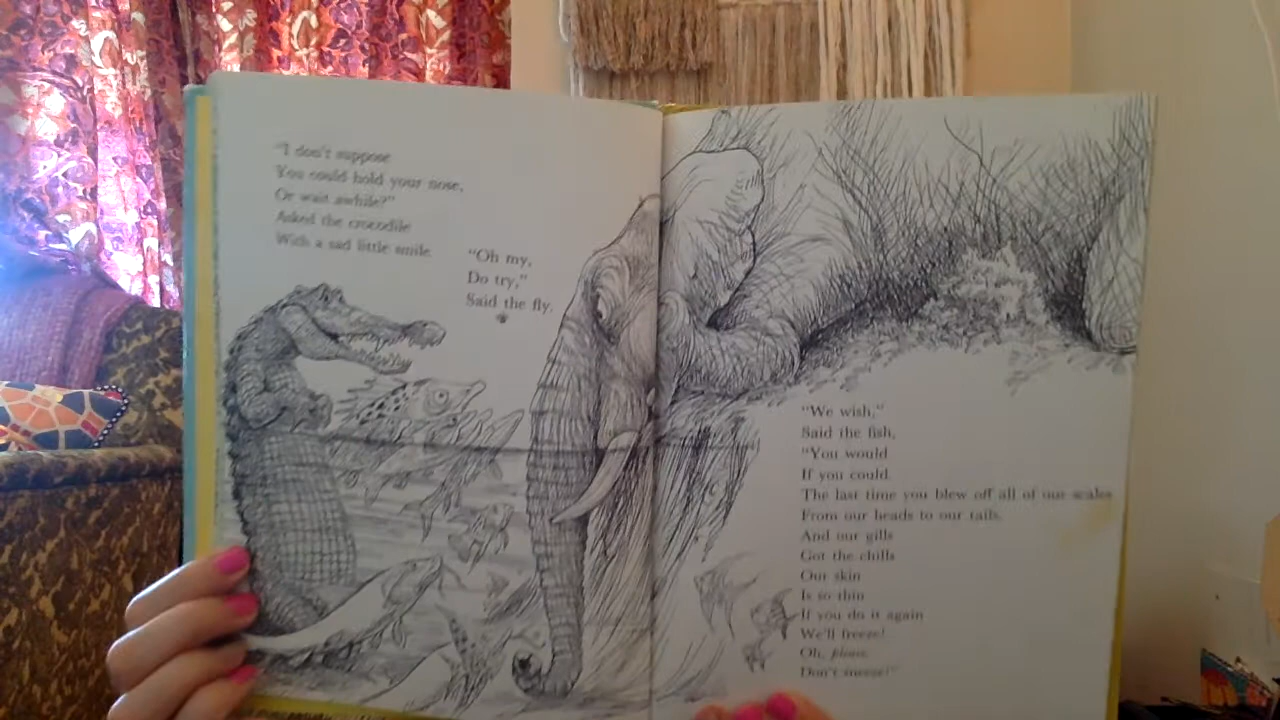 "I don't suppose
You could hold your nose,
Or wait awhile?"
Asked the crocodile
With a sad little smile.
"Oh my,
Do try,"
Said the fly.
"We wish,"
Said the fish,
"You would
If you could.
The last time you blew off all of our scales
From our heads to our tails,
And our gills
Got the chills
Our skin
Is so thin
If you do it again
We'll freeze!
Oh, please,
Don't sneeze!"